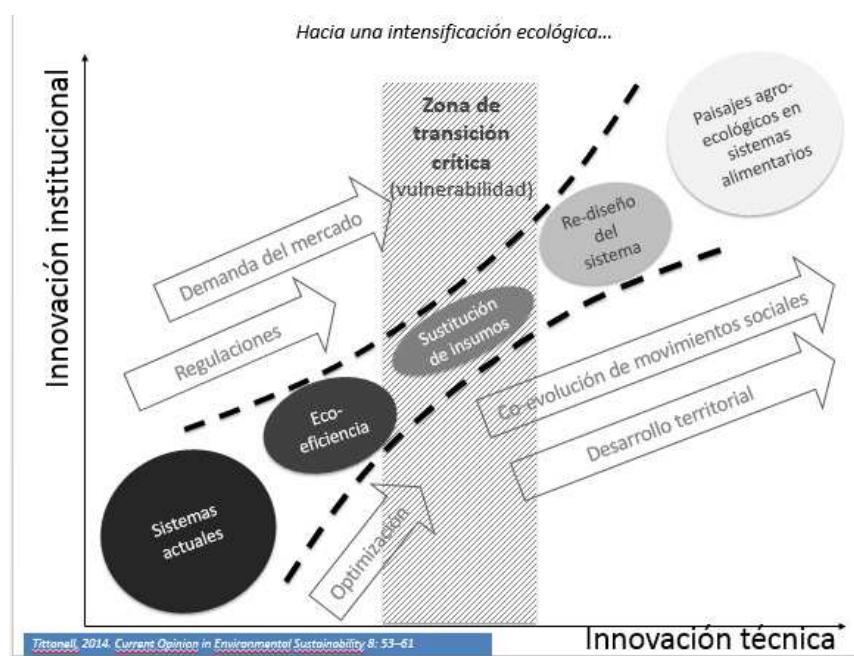 Hacia una intensificación ecológica...
Innovación institucional
Zona de
transición
crítica
(vulnerabilidad)
Paisajes agro-
ecológicos en
sistemas
alimentarios
Demanda del mercado
Re-diseño
del
sistema
Regulaciones
Sustitución
de insumos
Co-evolución de movimientos sociales
Eco-
eficiencia
Desarrollo territorial
Sistemas
actuales
Optimización
Tittonell, 2014. Current Opinion in Environmental Sustainability 8: 53–61
Innovación técnica